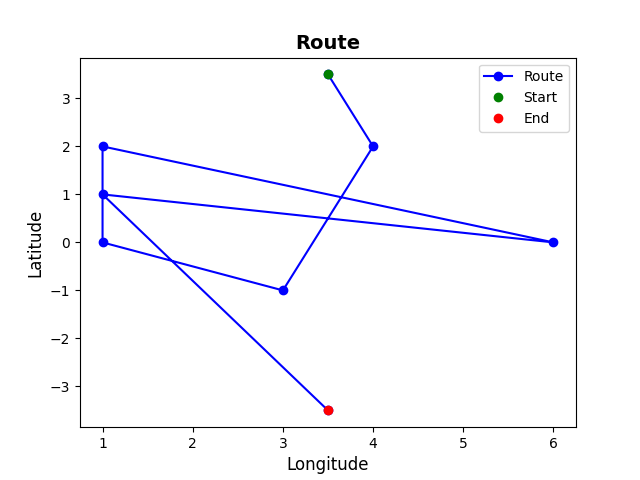 Route
Route
Start
End
3
2
1
0
−1
−2
−3
Latitude
1 2 3 4 5 6
Longitude